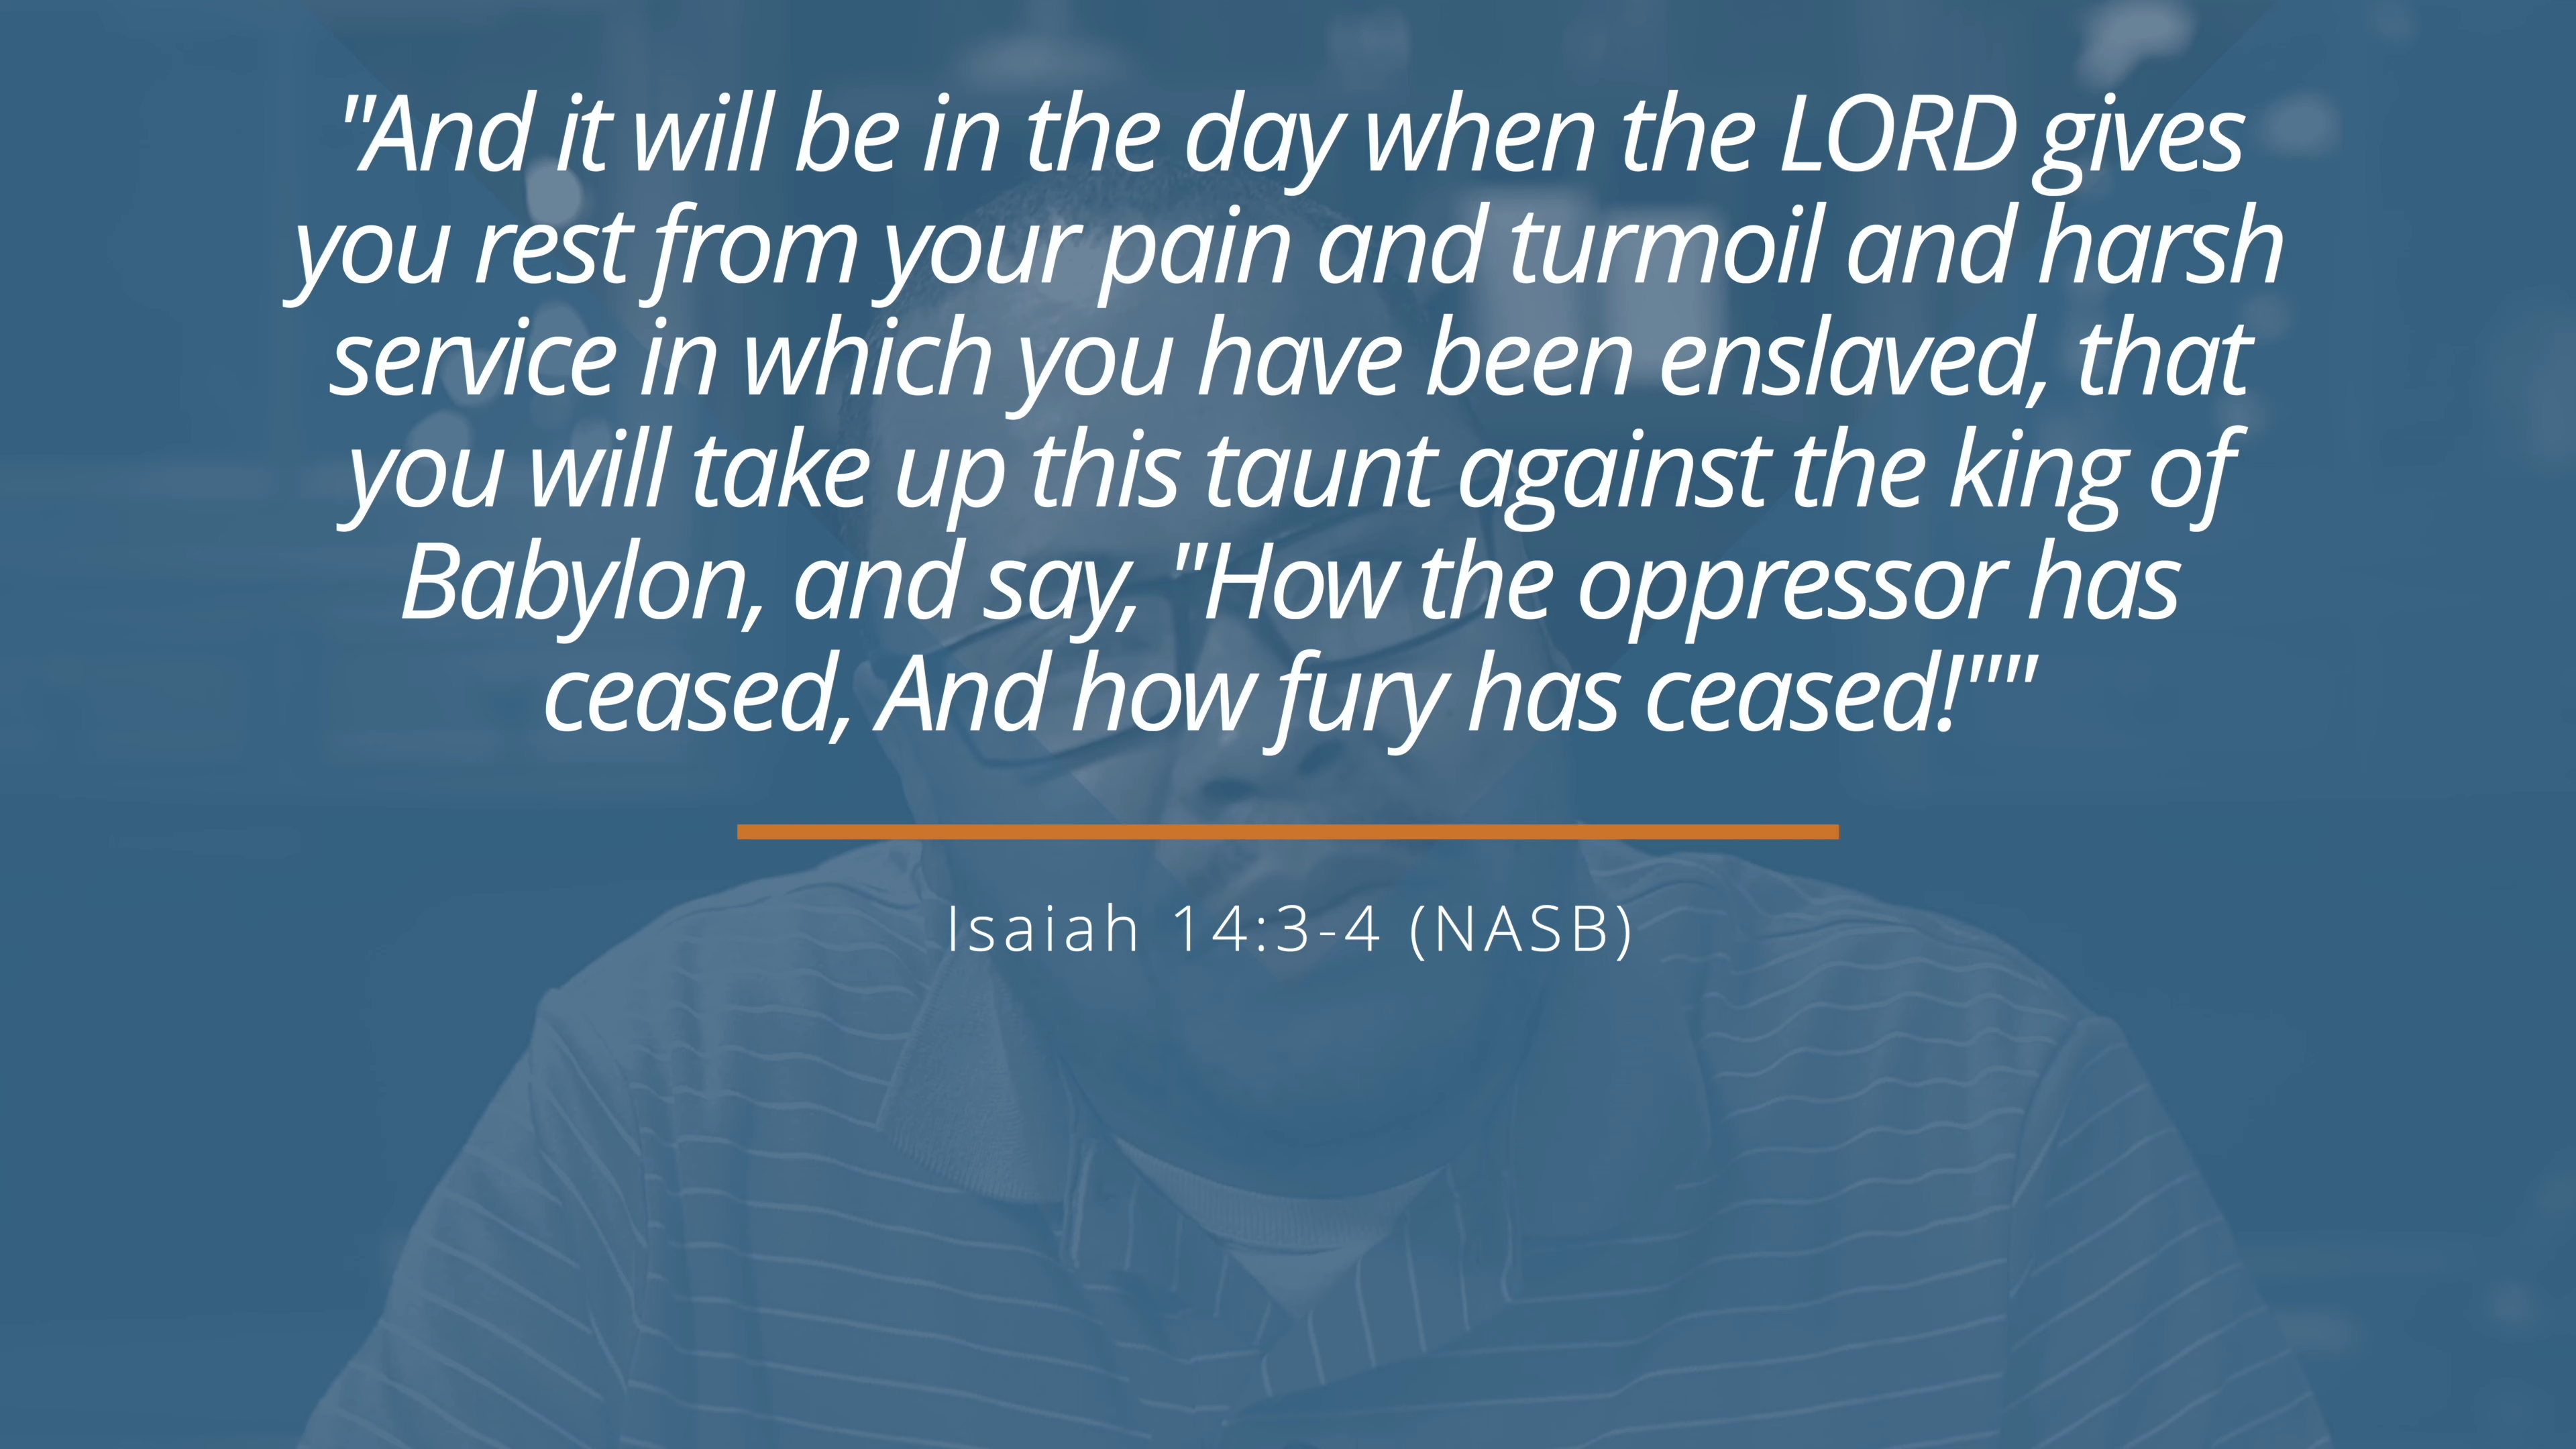 "And it will be in the day when the LORD gives
you rest from your pain and turmoil and harsh
service in which you have been enslaved, that
you will take up this taunt against the king of
Babylon, and say, "How the oppressor has
ceased, And how fury has ceased!"""
Isaiah 14:3-4 (NASB)